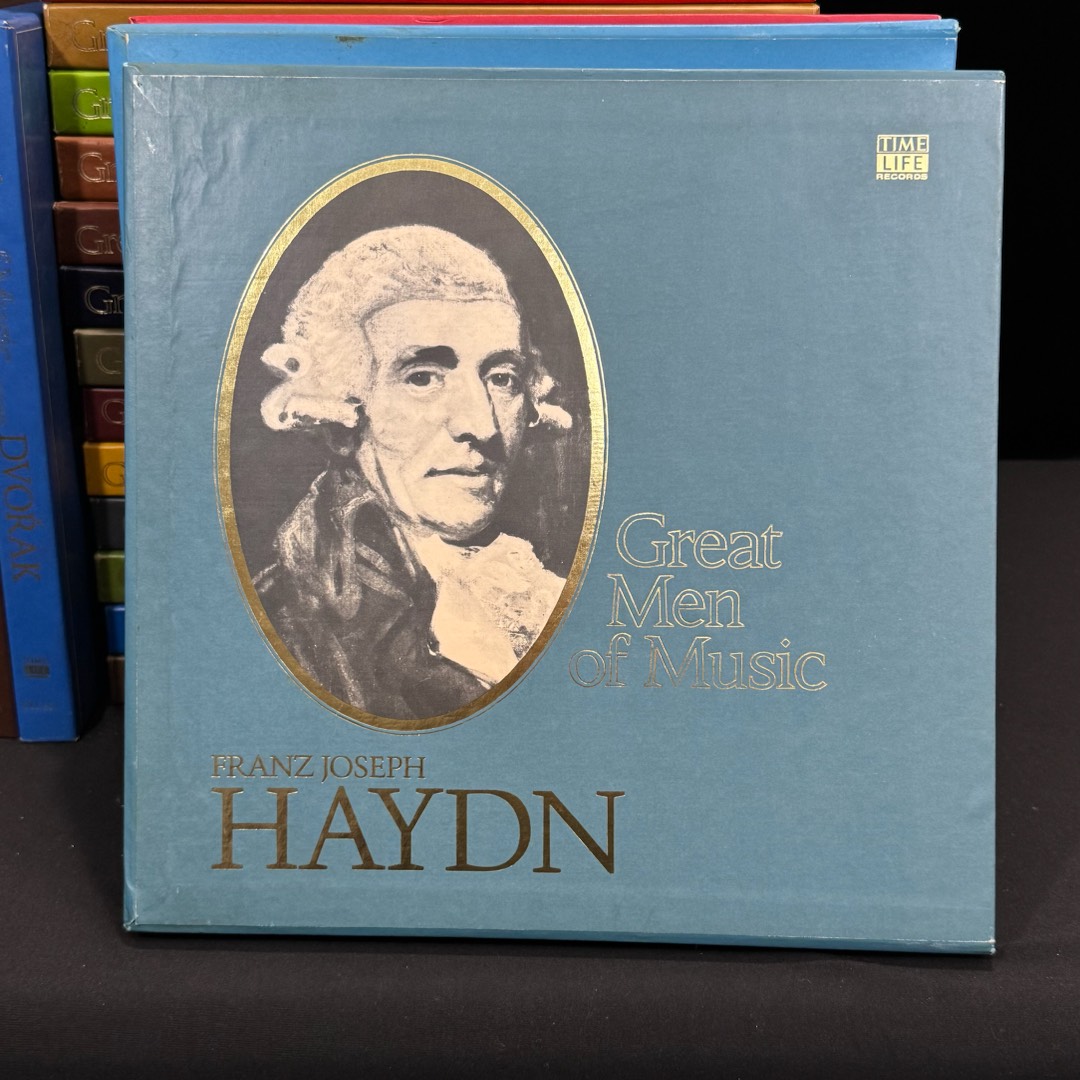 TIME
LIFE
RECORDS
Great
Men
of Music
FRANZ JOSEPH
HAYDN
DVOŘÁK